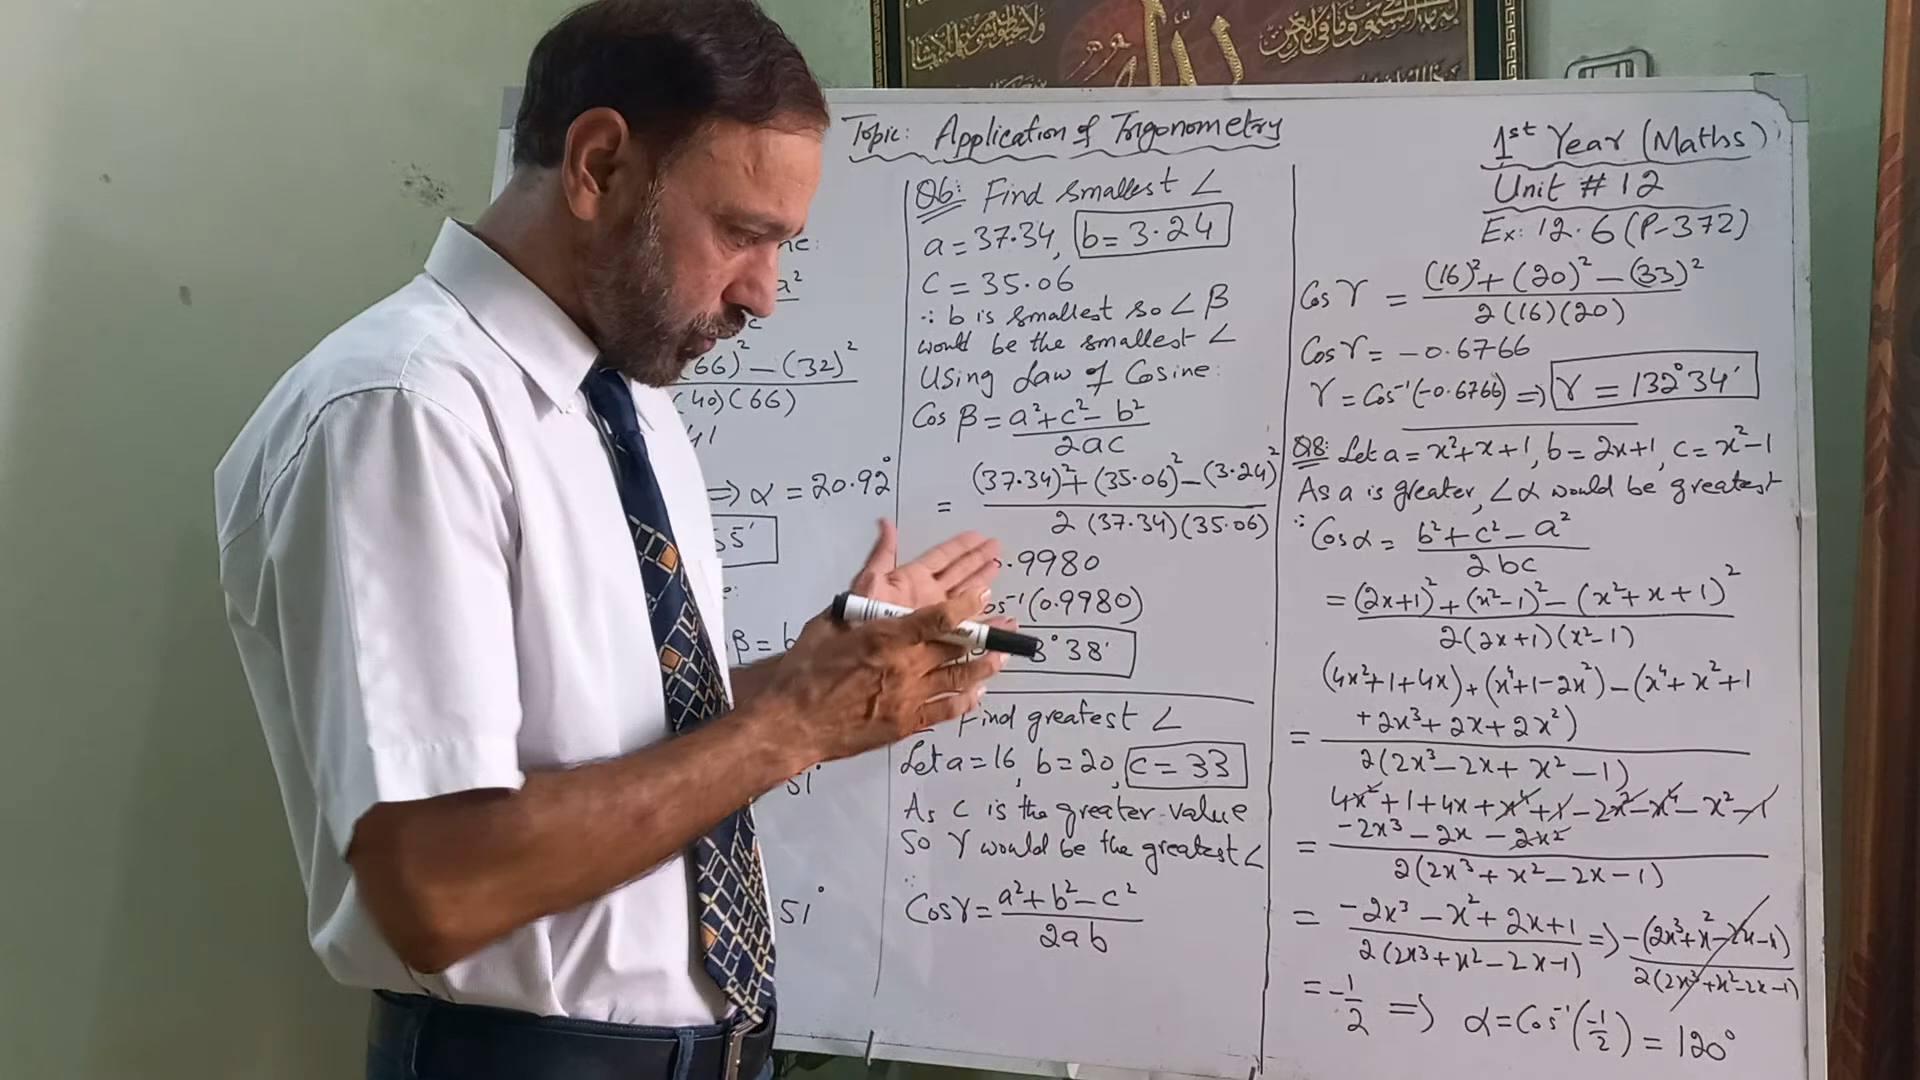 Topic: Application of Trigonometry
1st Year (Maths)
Unit # 12
Ex: 12.6 (P-372)
a²
c
66)² - (32)²
(40)(66)
41
⇒ α = 20.92°
55'
β = b
51'
51'
Q6: Find smallest ∠
a = 37.34, b = 3.24
c = 35.06
∵ b is smallest so ∠ β
would be the smallest ∠
Using Law of Cosine:
Cos β = a² + c² - b²
2ac
= (37.34)² + (35.06)² - (3.24)²
2 (37.34)(35.06)
.9980
os⁻¹ (0.9980)
3° 38'
Find greatest ∠
Let a = 16, b = 20, c = 33
As c is the greater value
So γ would be the greatest ∠
∴
Cos γ = a² + b² - c²
2ab
Cos γ = (16)² + (20)² - (33)²
2(16)(20)
Cos γ = -0.6766
γ = Cos⁻¹(-0.6766) ⇒ γ = 132° 34'
Q8: Let a = x² + x + 1, b = 2x + 1, c = x² - 1
As a is greater, ∠α would be greatest
∴ Cos α = b² + c² - a²
2bc
= (2x+1)² + (x²-1)² - (x² + x + 1)²
2(2x+1)(x²-1)
(4x²+1+4x) + (x⁴+1-2x²) - (x⁴+x²+1
+2x³+2x+2x²)
=
2(2x³-2x+x²-1)
4x²+1+4x+x⁴+1-2x²-x⁴-x²-1
-2x³-2x-2x²
=
2(2x³+x²-2x-1)
= -2x³-x²+2x+1 ⇒ -(2x³+x²-2x-1)
2(2x³+x²-2x-1) 2(2x³+x²-2x-1)
= -1/2 ⇒ α = Cos⁻¹(-1/2) = 120°